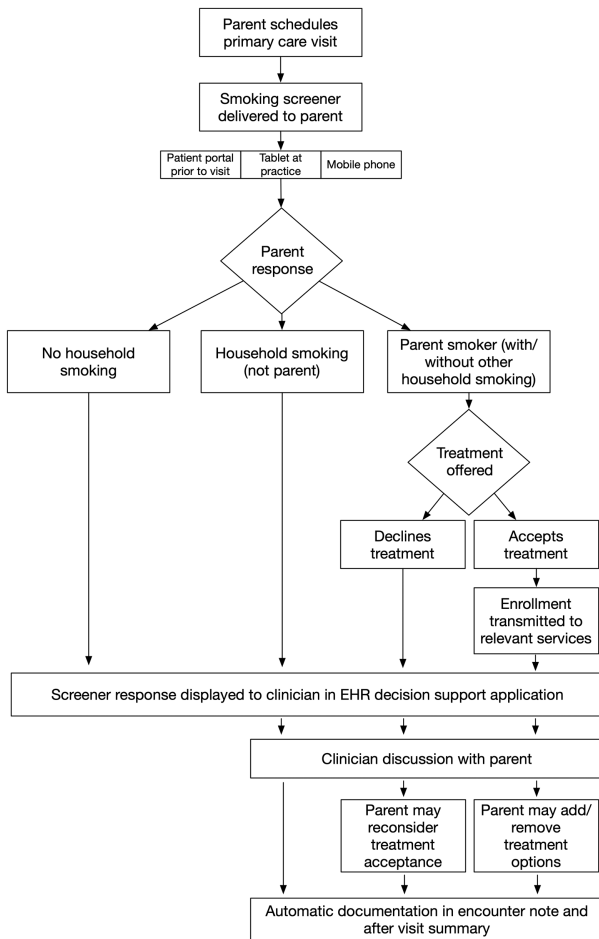 Parent schedules
primary care visit
Smoking screener
delivered to parent
Patient portal
prior to visit
Tablet at
practice
Mobile phone
Parent
response
No household
smoking
Household smoking
(not parent)
Parent smoker (with/
without other
household smoking)
Treatment
offered
Declines
treatment
Accepts
treatment
Enrollment
transmitted to
relevant services
Screener response displayed to clinician in EHR decision support application
Clinician discussion with parent
Parent may
reconsider
treatment
acceptance
Parent may add/
remove
treatment
options
Automatic documentation in encounter note and
after visit summary